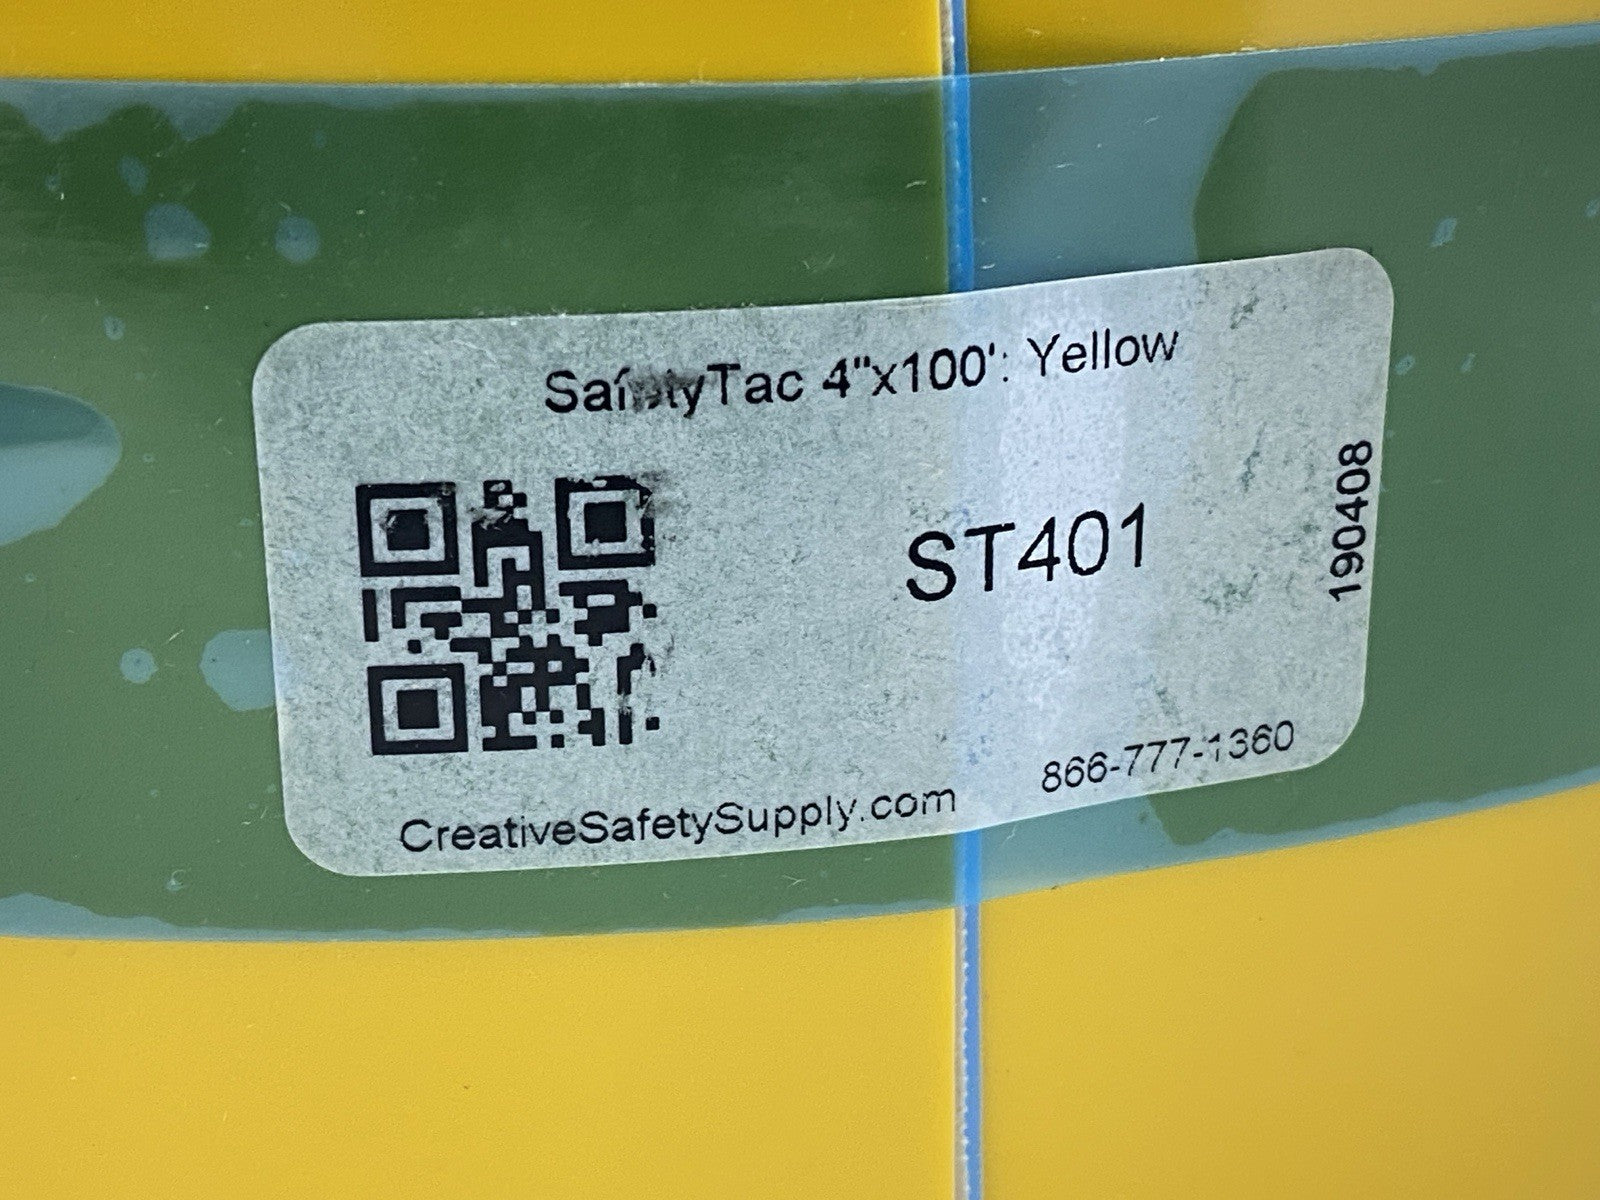 SafetyTac 4"x100': Yellow
ST401
190408
CreativeSafetySupply.com
866-777-1360